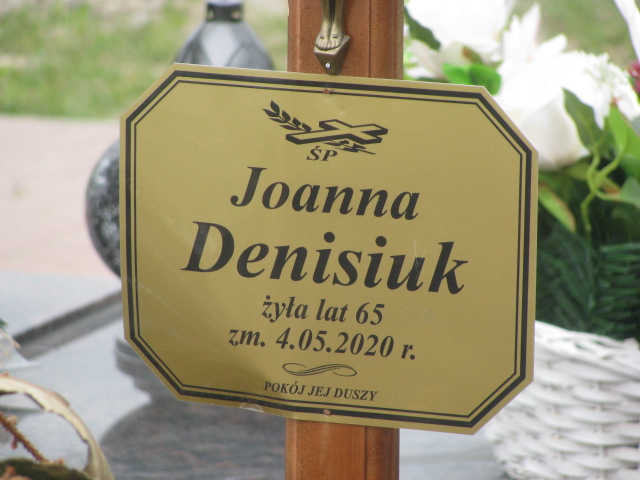 ŚP
Joanna
Denisiuk
żyła lat 65
zm. 4.05.2020 r.
POKÓJ JEJ DUSZY